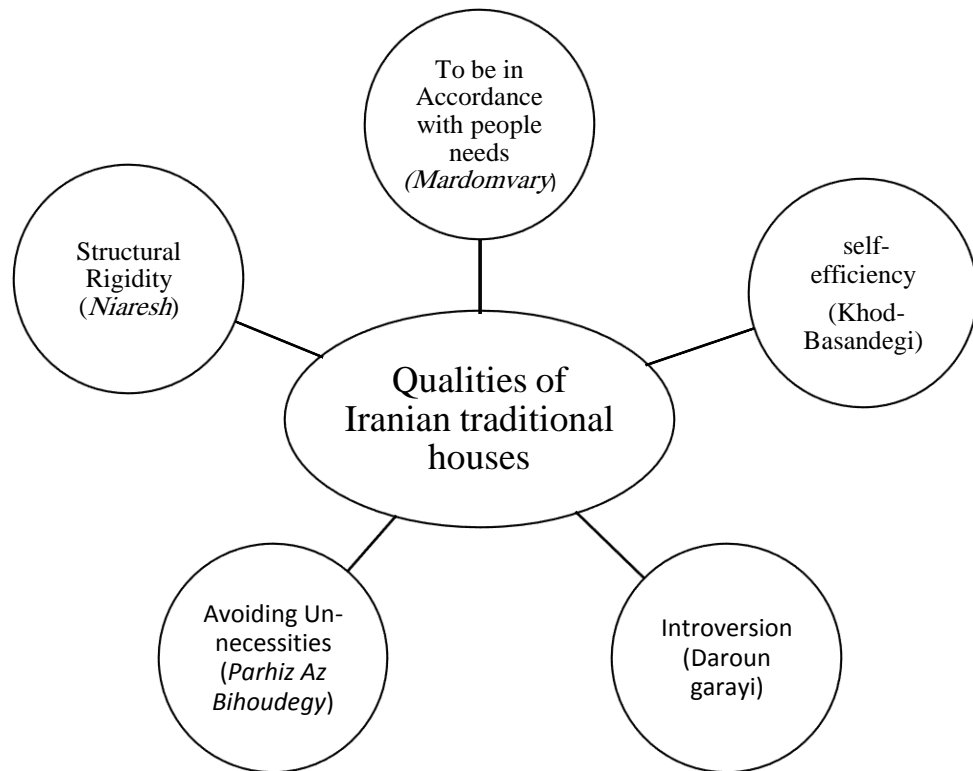 To be in
Accordance
with people
needs
(Mardomvary)
Structural
Rigidity
(Niaresh)
self-
efficiency
(Khod-
Basandegi)
Qualities of
Iranian traditional
houses
Avoiding Un-
necessities
(Parhiz Az
Bihoudegy)
Introversion
(Daroun
garayi)